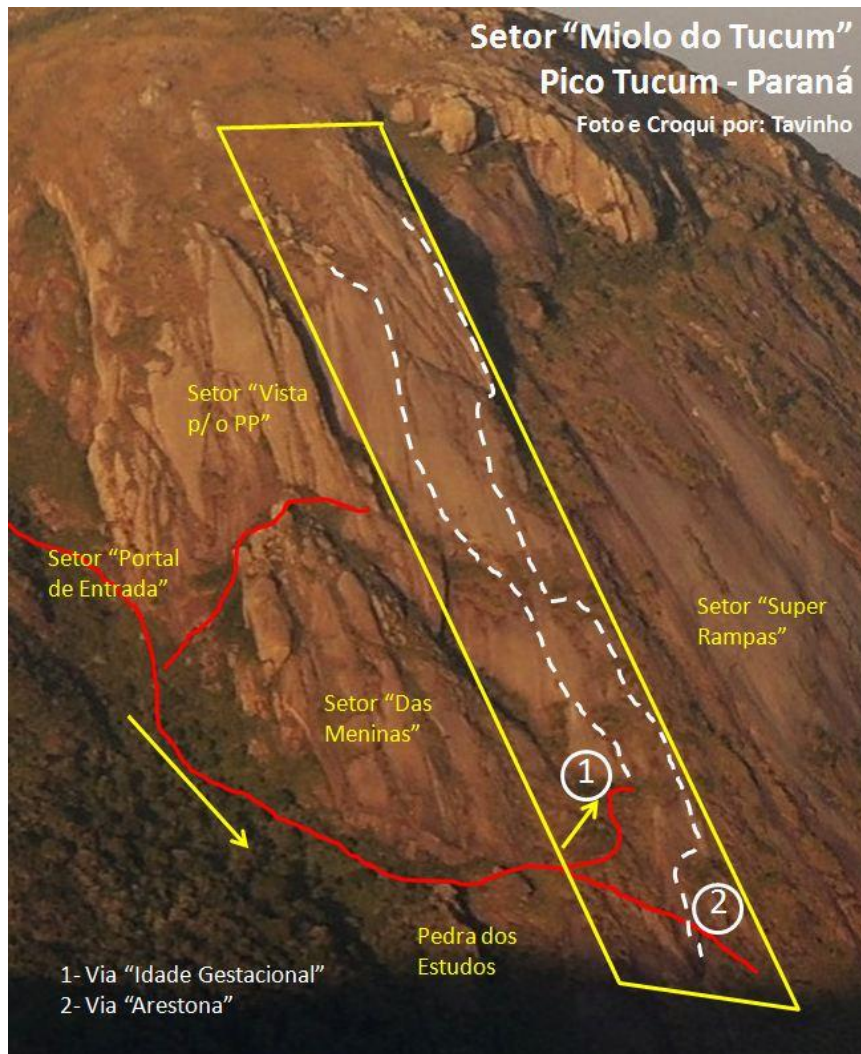 Setor “Miolo do Tucum”
Pico Tucum - Paraná
Foto e Croqui por: Tavinho
Setor “Vista
p/ o PP”
Setor “Portal
de Entrada”
Setor “Super
Rampas”
Setor “Das
Meninas”
1
2
Pedra dos
Estudos
1- Via “Idade Gestacional”
2- Via “Arestona”